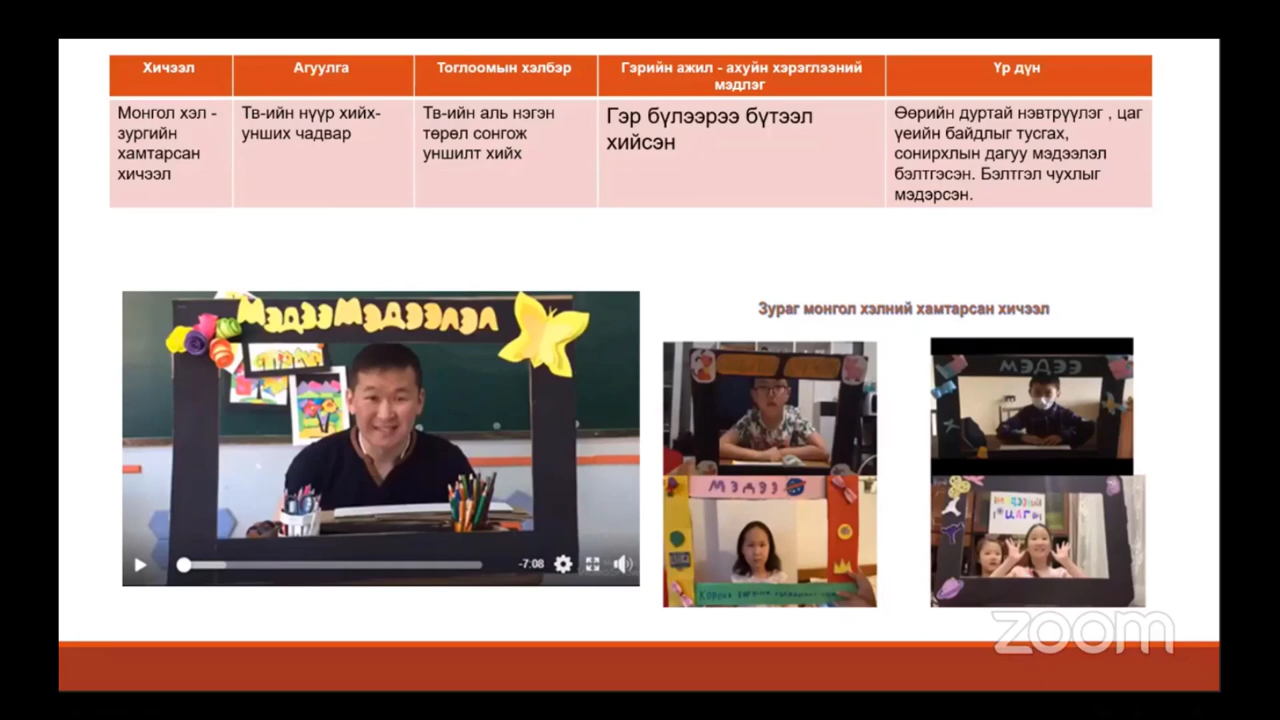 Хичээл
Агуулга
Тоглоомын хэлбэр
Гэрийн ажил - ахуйн хэрэглээний
мэдлэг
Үр дүн
Монгол хэл -
зургийн
хамтарсан
хичээл
Тв-ийн нүүр хийх-
унших чадвар
Тв-ийн аль нэгэн
төрөл сонгож
уншилт хийх
Гэр бүлээрээ бүтээл
хийсэн
Өөрийн дуртай нэвтрүүлэг , цаг
үеийн байдлыг тусгах,
сонирхлын дагуу мэдээлэл
бэлтгэсэн. Бэлтгэл чухлыг
мэдэрсэн.
Мэдээ Мэдээлэл
-7:08
Зураг монгол хэлний хамтарсан хичээл
мэдээ
Мэдээ
zoom